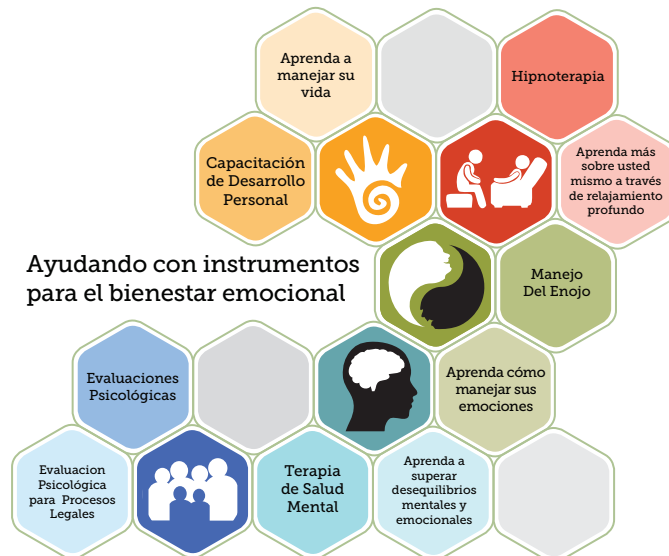 Aprenda a
manejar su
vida
Hipnoterapia
Capacitación
de Desarrollo
Personal
Aprenda más
sobre usted
mismo a través
de relajamiento
profundo
Ayudando con instrumentos
para el bienestar emocional
Manejo
Del Enojo
Evaluaciones
Psicológicas
Aprenda cómo
manejar sus
emociones
Evaluacion
Psicológica
para Procesos
Legales
Terapia
de Salud
Mental
Aprenda a
superar
desequilibrios
mentales y
emocionales